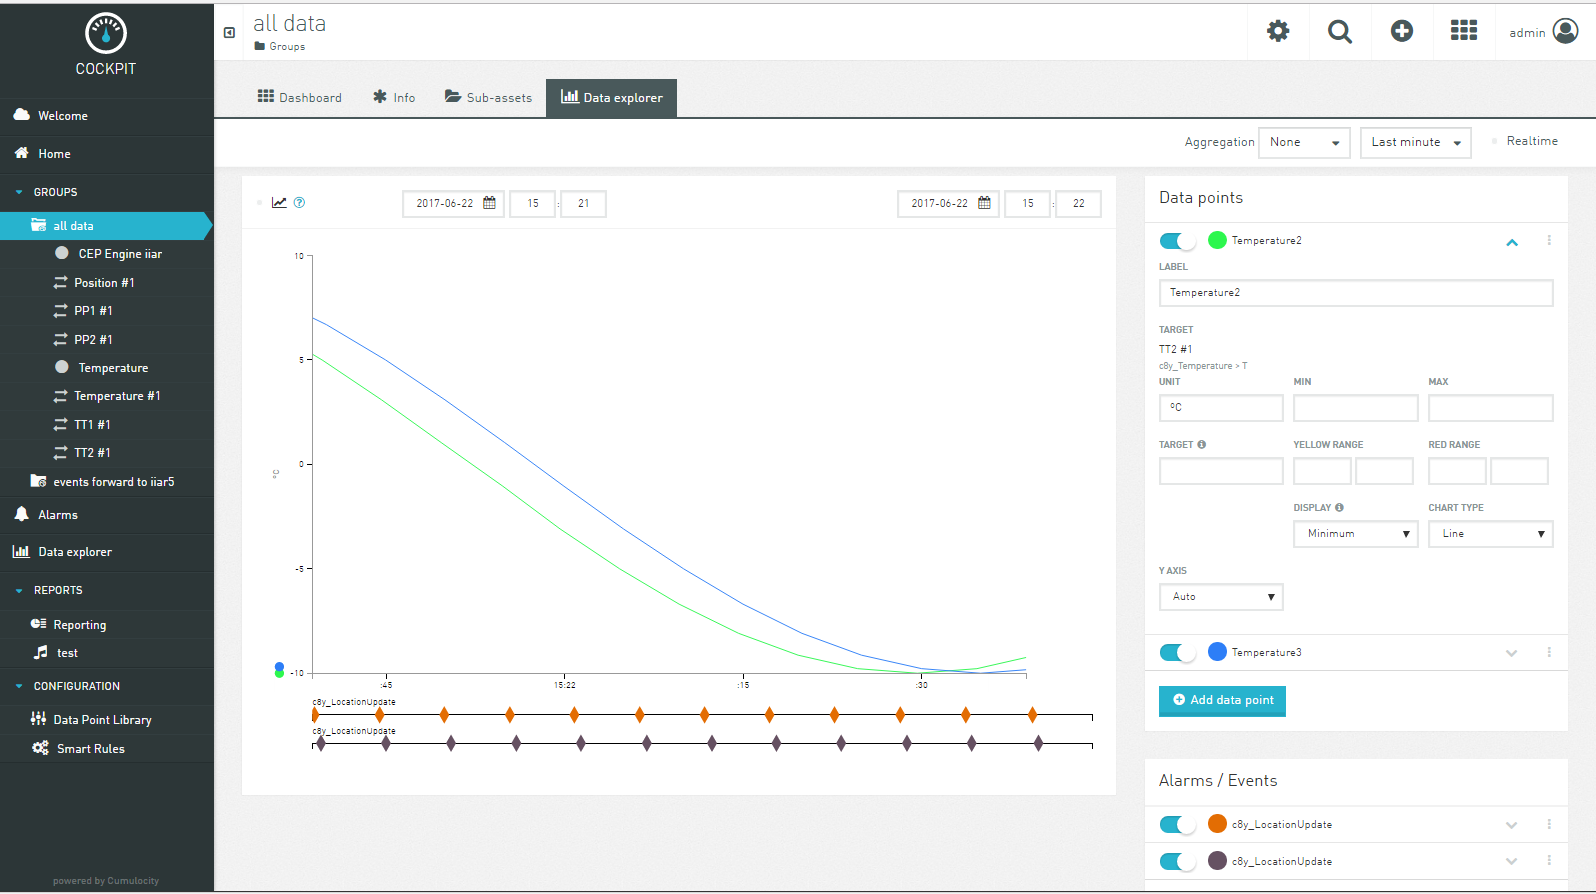 COCKPIT
Welcome
Home
GROUPS
all data
CEP Engine iiar
Position #1
PP1 #1
PP2 #1
Temperature
Temperature #1
TT1 #1
TT2 #1
events forward to iiar5
Alarms
Data explorer
REPORTS
Reporting
test
CONFIGURATION
Data Point Library
Smart Rules
powered by Cumulocity
all data
Groups
admin
Dashboard
Info
Sub-assets
Data explorer
Aggregation None Last minute Realtime
2017-06-22 15 : 21
2017-06-22 15 : 22
10
5
0
-5
-10
ºC
:45 15:22 :15 :30
c8y_LocationUpdate
c8y_LocationUpdate
Data points
Temperature2
LABEL
Temperature2
TARGET
TT2 #1
c8y_Temperature > T
UNIT MIN MAX
ºC
TARGET YELLOW RANGE RED RANGE
DISPLAY CHART TYPE
Minimum Line
Y AXIS
Auto
Temperature3
Add data point
Alarms / Events
c8y_LocationUpdate
c8y_LocationUpdate